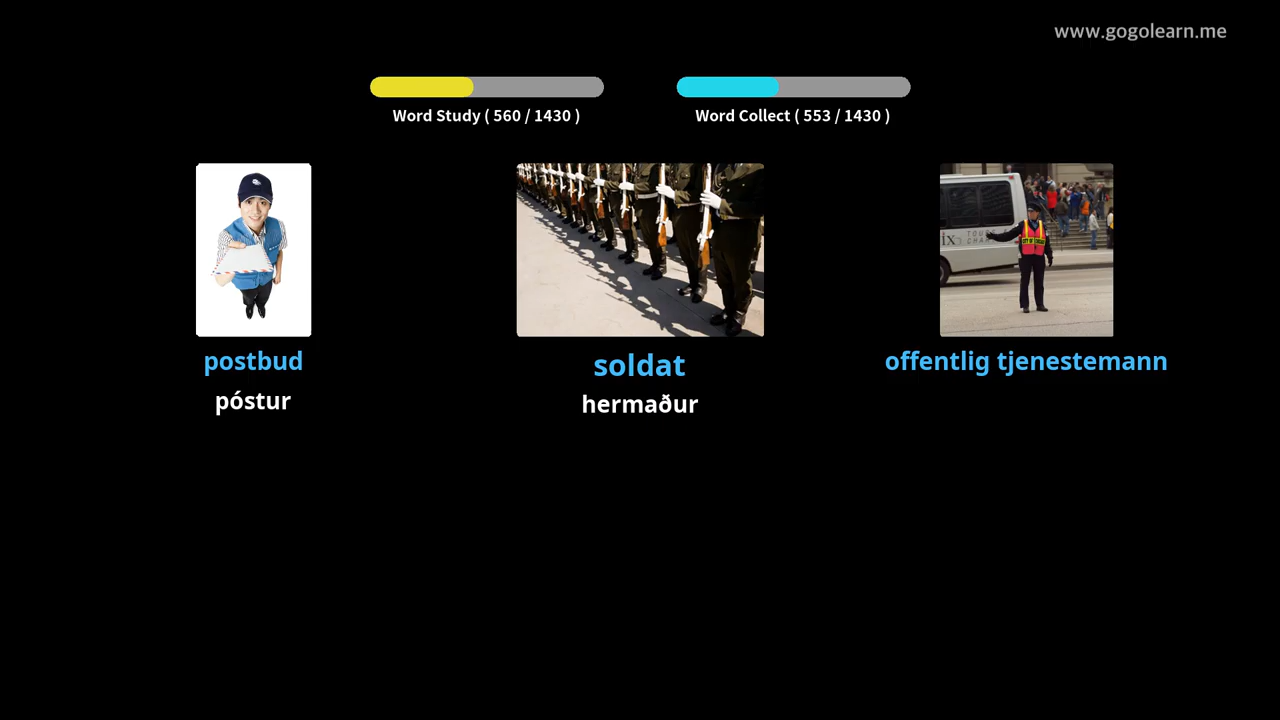 www.gogolearn.me
Word Study ( 560 / 1430 )
Word Collect ( 553 / 1430 )
postbud
póstur
soldat
hermaður
offentlig tjenestemann